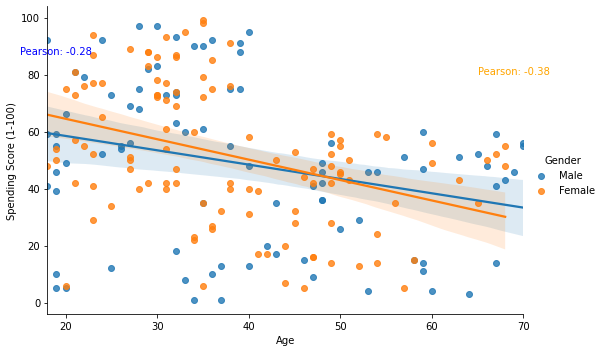 100
Pearson: -0.28
80
Pearson: -0.38
Spending Score (1-100)
60
40
20
0
Gender
Male
Female
20
30
40
50
60
70
Age